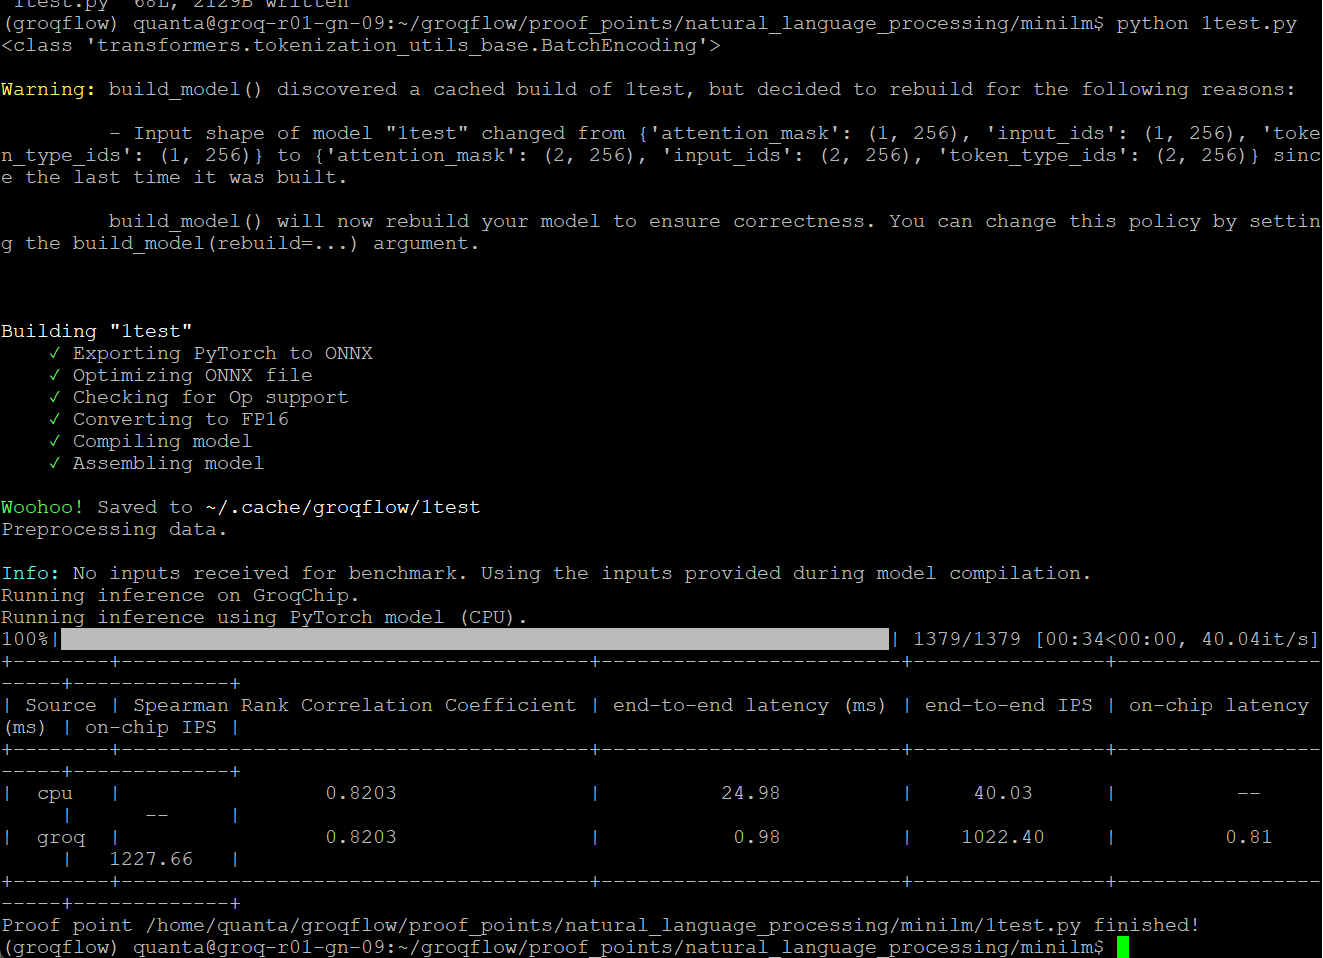 1test.py" 68L, 2129B written
(groqflow) quanta@groq-r01-gn-09:~/groqflow/proof_points/natural_language_processing/minilm$ python 1test.py
<class 'transformers.tokenization_utils_base.BatchEncoding'>
Warning: build_model() discovered a cached build of 1test, but decided to rebuild for the following reasons:
- Input shape of model "1test" changed from {'attention_mask': (1, 256), 'input_ids': (1, 256), 'toke
n_type_ids': (1, 256)} to {'attention_mask': (2, 256), 'input_ids': (2, 256), 'token_type_ids': (2, 256)} sinc
e the last time it was built.
build_model() will now rebuild your model to ensure correctness. You can change this policy by settin
g the build_model(rebuild=...) argument.
Building "1test"
✓ Exporting PyTorch to ONNX
✓ Optimizing ONNX file
✓ Checking for Op support
✓ Converting to FP16
✓ Compiling model
✓ Assembling model
Woohoo! Saved to ~/.cache/groqflow/1test
Preprocessing data.
Info: No inputs received for benchmark. Using the inputs provided during model compilation.
Running inference on GroqChip.
Running inference using PyTorch model (CPU).
100%| | 1379/1379 [00:34<00:00, 40.04it/s]
+--------+----------------------------------------+--------------------------+----------------+-----------------
-----+-------------+
| Source | Spearman Rank Correlation Coefficient | end-to-end latency (ms) | end-to-end IPS | on-chip latency
(ms) | on-chip IPS |
+--------+----------------------------------------+--------------------------+----------------+-----------------
-----+-------------+
| cpu | 0.8203 | 24.98 | 40.03 | --
| -- |
| groq | 0.8203 | 0.98 | 1022.40 | 0.81
| 1227.66 |
+--------+----------------------------------------+--------------------------+----------------+-----------------
-----+-------------+
Proof point /home/quanta/groqflow/proof_points/natural_language_processing/minilm/1test.py finished!
(groqflow) quanta@groq-r01-gn-09:~/groqflow/proof_points/natural_language_processing/minilm$